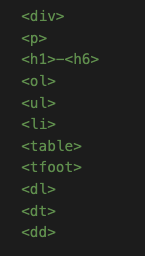 <div>
<p>
<h1>–<h6>
<ol>
<ul>
<li>
<table>
<tfoot>
<dl>
<dt>
<dd>